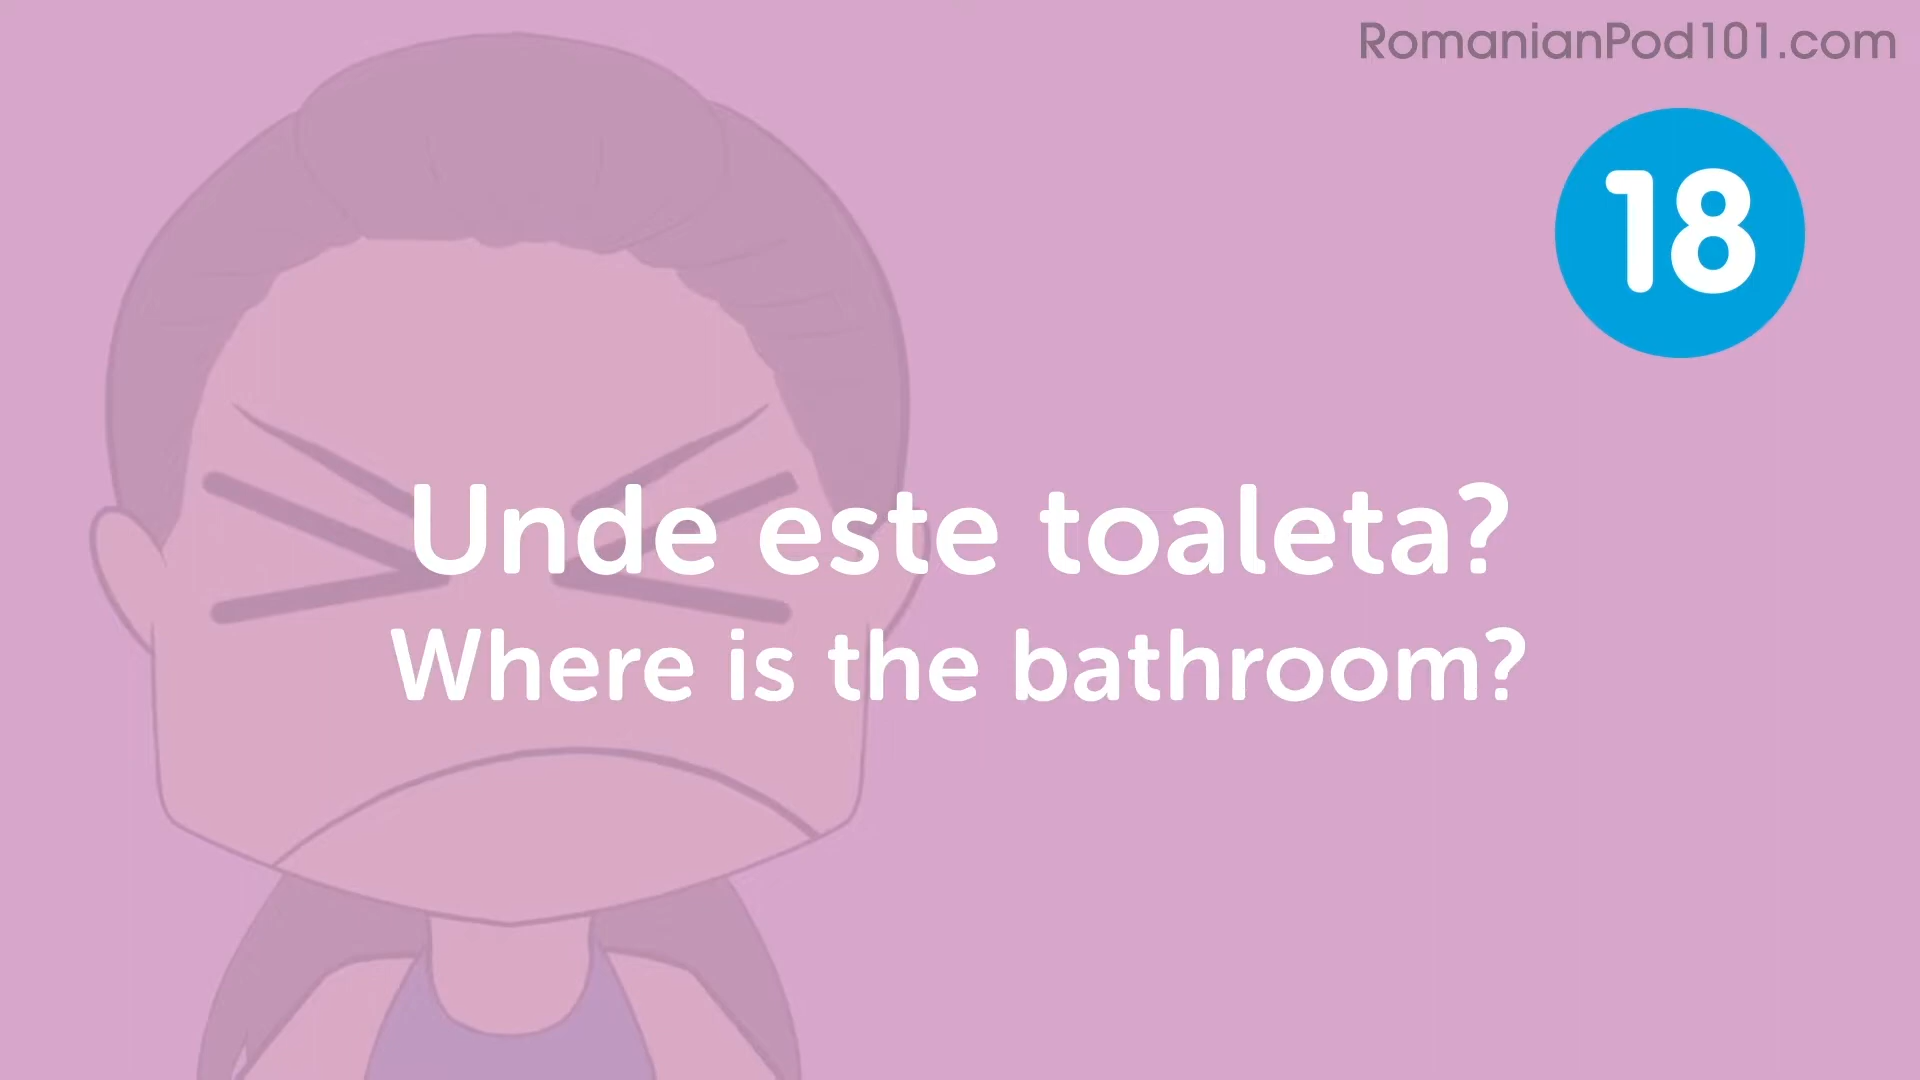 RomanianPod101.com
18
Unde este toaleta?
Where is the bathroom?